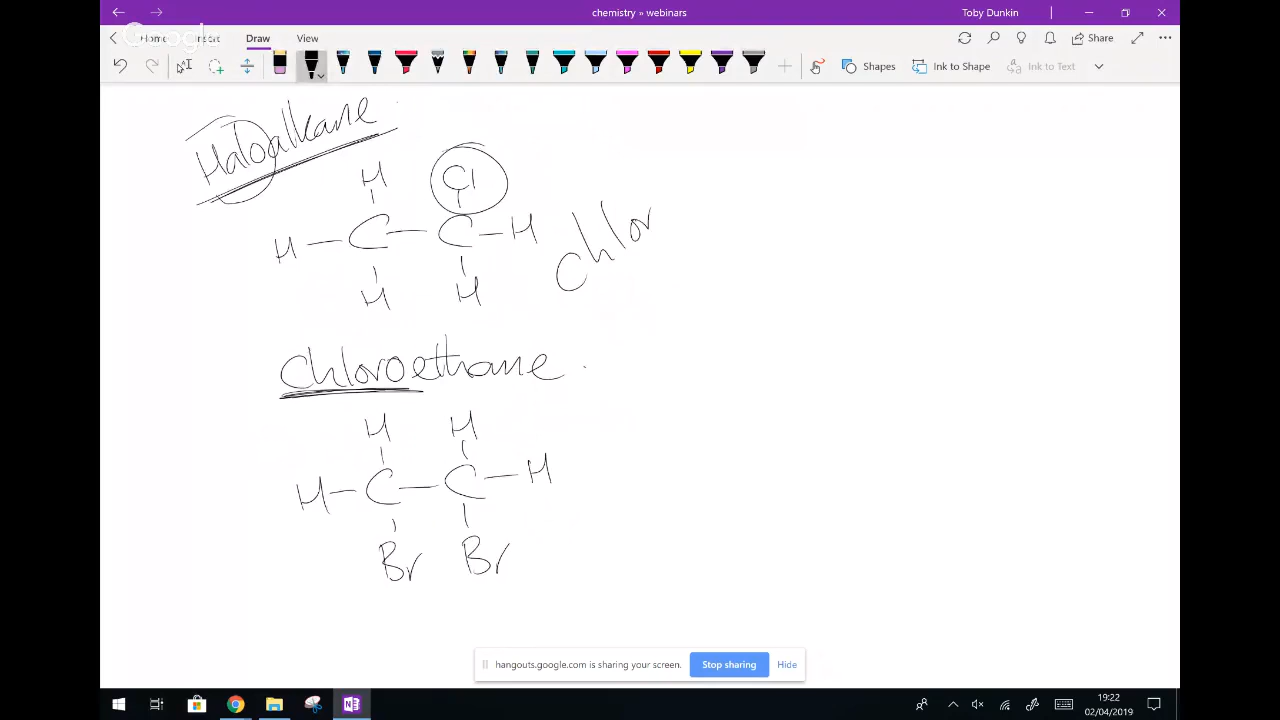 chemistry » webinars
Toby Dunkin
Google
Home Insert Draw View
Share
Shapes Ink to Shape Ink to Text
Haloalkane
H Cl
H C C H
H H
Chlor
Chloroethane
H H
H C C H
Br Br
hangouts.google.com is sharing your screen. Stop sharing Hide
19:22
02/04/2019